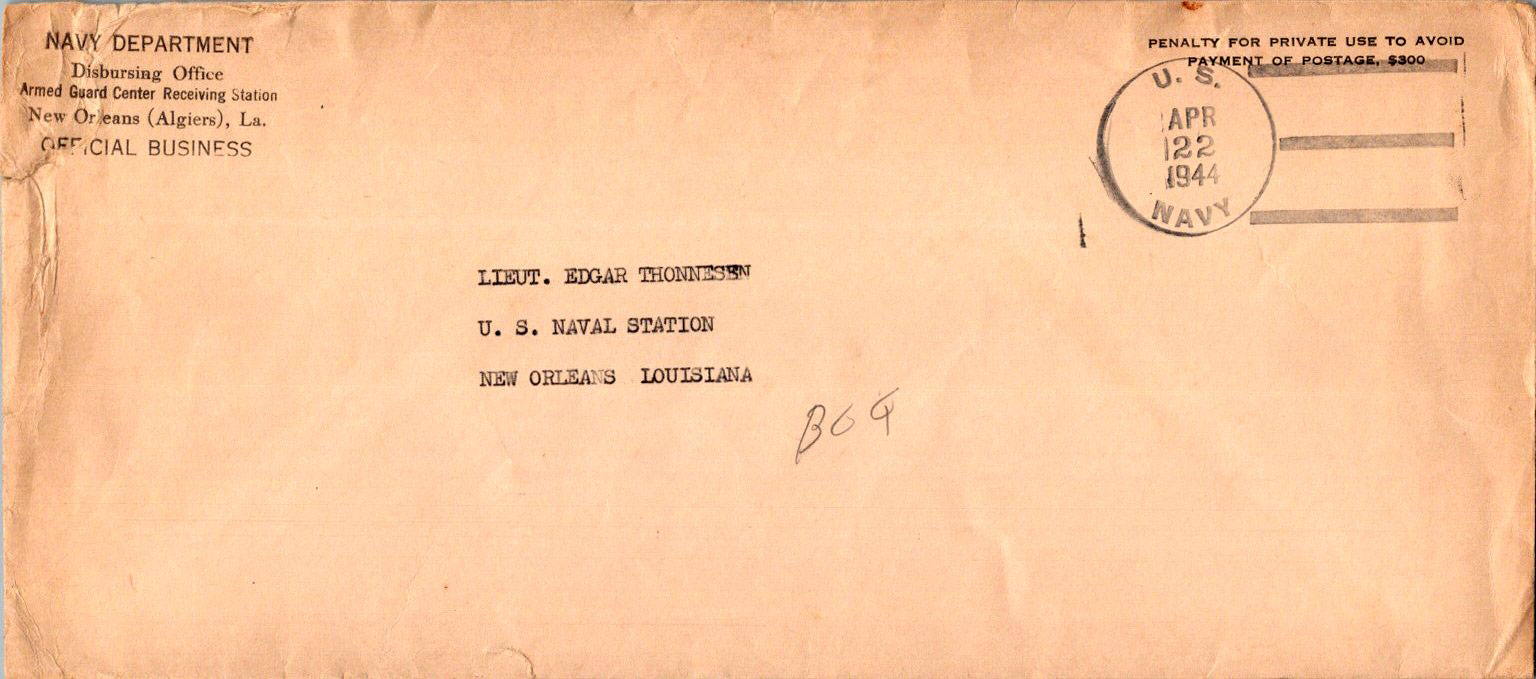 NAVY DEPARTMENT
Disbursing Office
Armed Guard Center Receiving Station
New Orleans (Algiers), La.
OFFICIAL BUSINESS
PENALTY FOR PRIVATE USE TO AVOID
PAYMENT OF POSTAGE, $300
U. S.
APR
22
1944
NAVY
LIEUT. EDGAR THONNESEN
U. S. NAVAL STATION
NEW ORLEANS LOUISIANA
BOQ